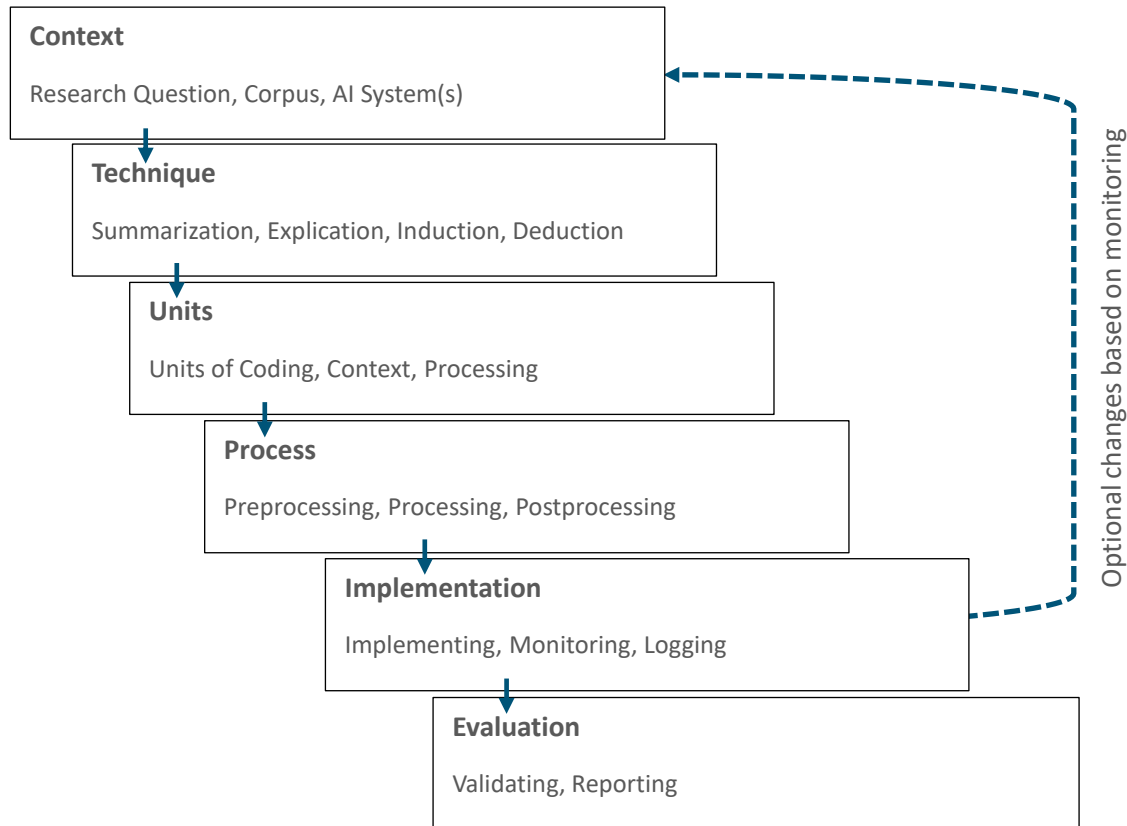 Context
Research Question, Corpus, AI System(s)
Technique
Summarization, Explication, Induction, Deduction
Units
Units of Coding, Context, Processing
Process
Preprocessing, Processing, Postprocessing
Implementation
Implementing, Monitoring, Logging
Evaluation
Validating, Reporting
Optional changes based on monitoring